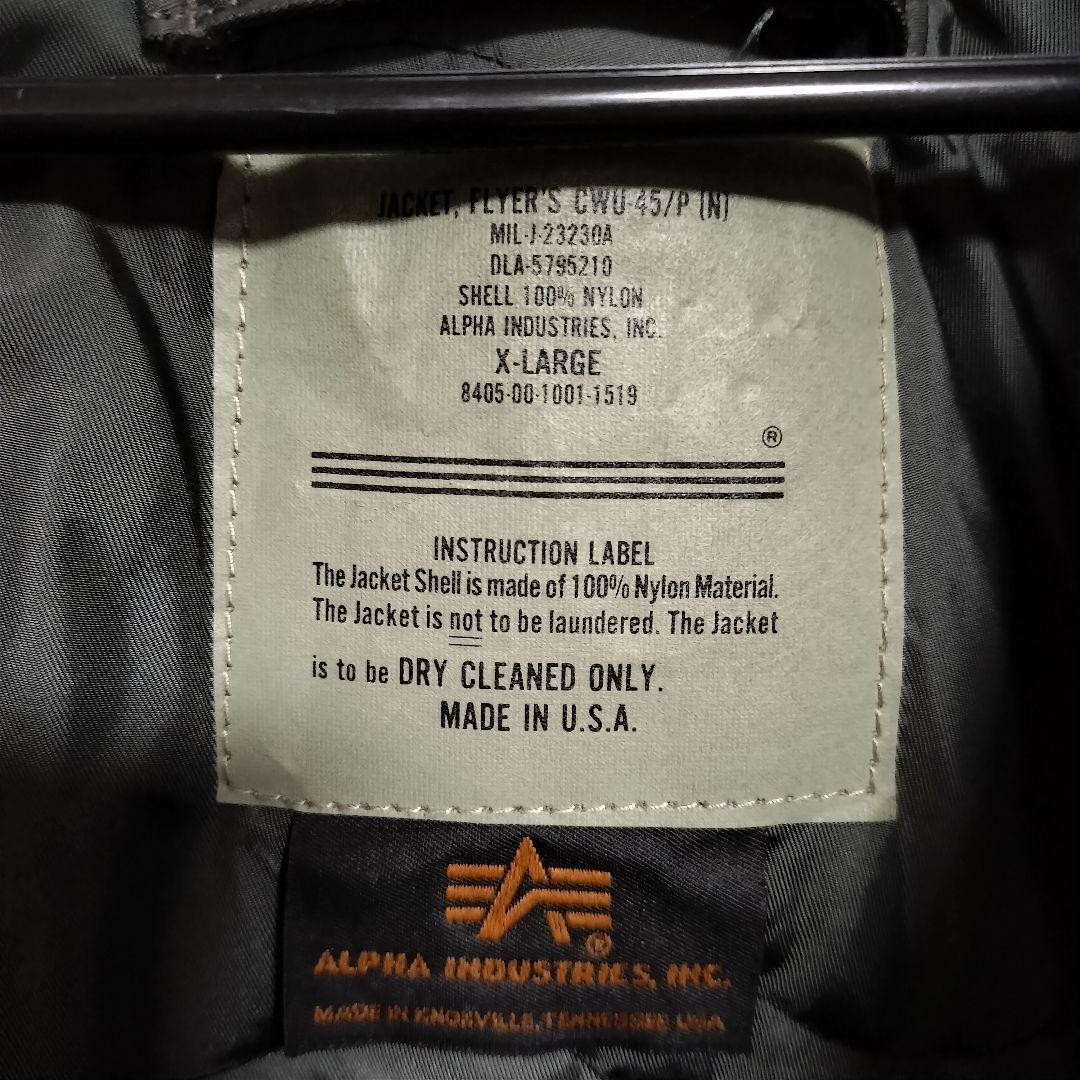 JACKET, FLYER'S CWU-45/P (N)
MIL-J-23230A
DLA-5795210
SHELL 100% NYLON
ALPHA INDUSTRIES, INC.
X-LARGE
8405-00-1001-1519
®
INSTRUCTION LABEL
The Jacket Shell is made of 100% Nylon Material.
The Jacket is not to be laundered. The Jacket
is to be DRY CLEANED ONLY.
MADE IN U.S.A.
®
ALPHA INDUSTRIES, INC.
MADE IN KNOXVILLE, TENNESSEE USA